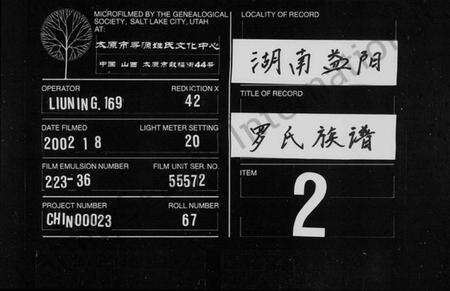 MICROFILMED BY THE GENEALOGICAL
SOCIETY, SALT LAKE CITY, UTAH
AT:
太原市寻源姓氏文化中心
中国 山西 太原市鼓楼街44号
OPERATOR
REDUCTION X
LIUNING,169
42
DATE FILMED
LIGHT METER SETTING
2002 1 8
20
FILM EMULSION NUMBER
FILM UNIT SER. NO.
223-36
55572
PROJECT NUMBER
ROLL NUMBER
CHIN00023
67
LOCALITY OF RECORD
湖南益阳
TITLE OF RECORD
罗氏族谱
ITEM
2